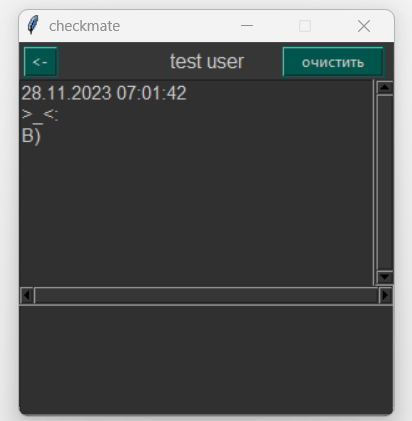 checkmate
<- test user очистить
28.11.2023 07:01:42
>_<:
B)